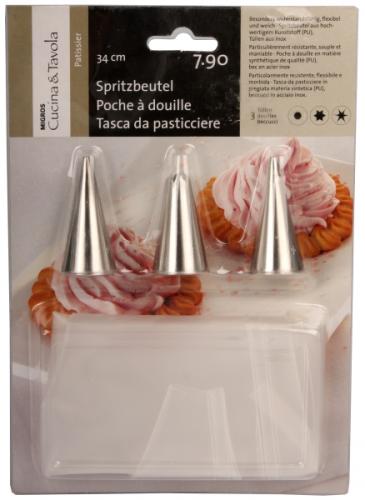 MIGROS
Cucina & Tavola
Patissier
34 cm
7.90
Spritzbeutel
Poche à douille
Tasca da pasticciere
Besonders widerstandsfähig, flexibel
und weich • Spritzbeutel aus hoch-
wertigem Kunststoff (PU),
Tüllen aus Inox
Particulièrement résistante, souple et
maniable • Poche à douille en matière
synthétique de qualité (PU),
bec en acier inox
Particolarmente resistente, flessibile e
morbida • Tasca da pasticciere in
pregiata materia sintetica (PU),
beccucci in acciaio inox.
3
Tüllen
douilles
beccucci